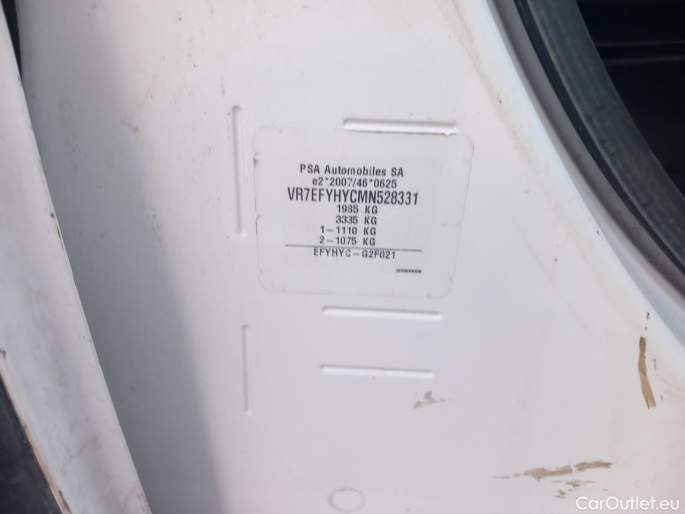 PSA Automobiles SA
e2*2007/46*0625
VR7EFYHYCMN528331
1985 KG
3335 KG
1-1110 KG
2-1075 KG
EFYHYC-G2F021
CarOutlet.eu